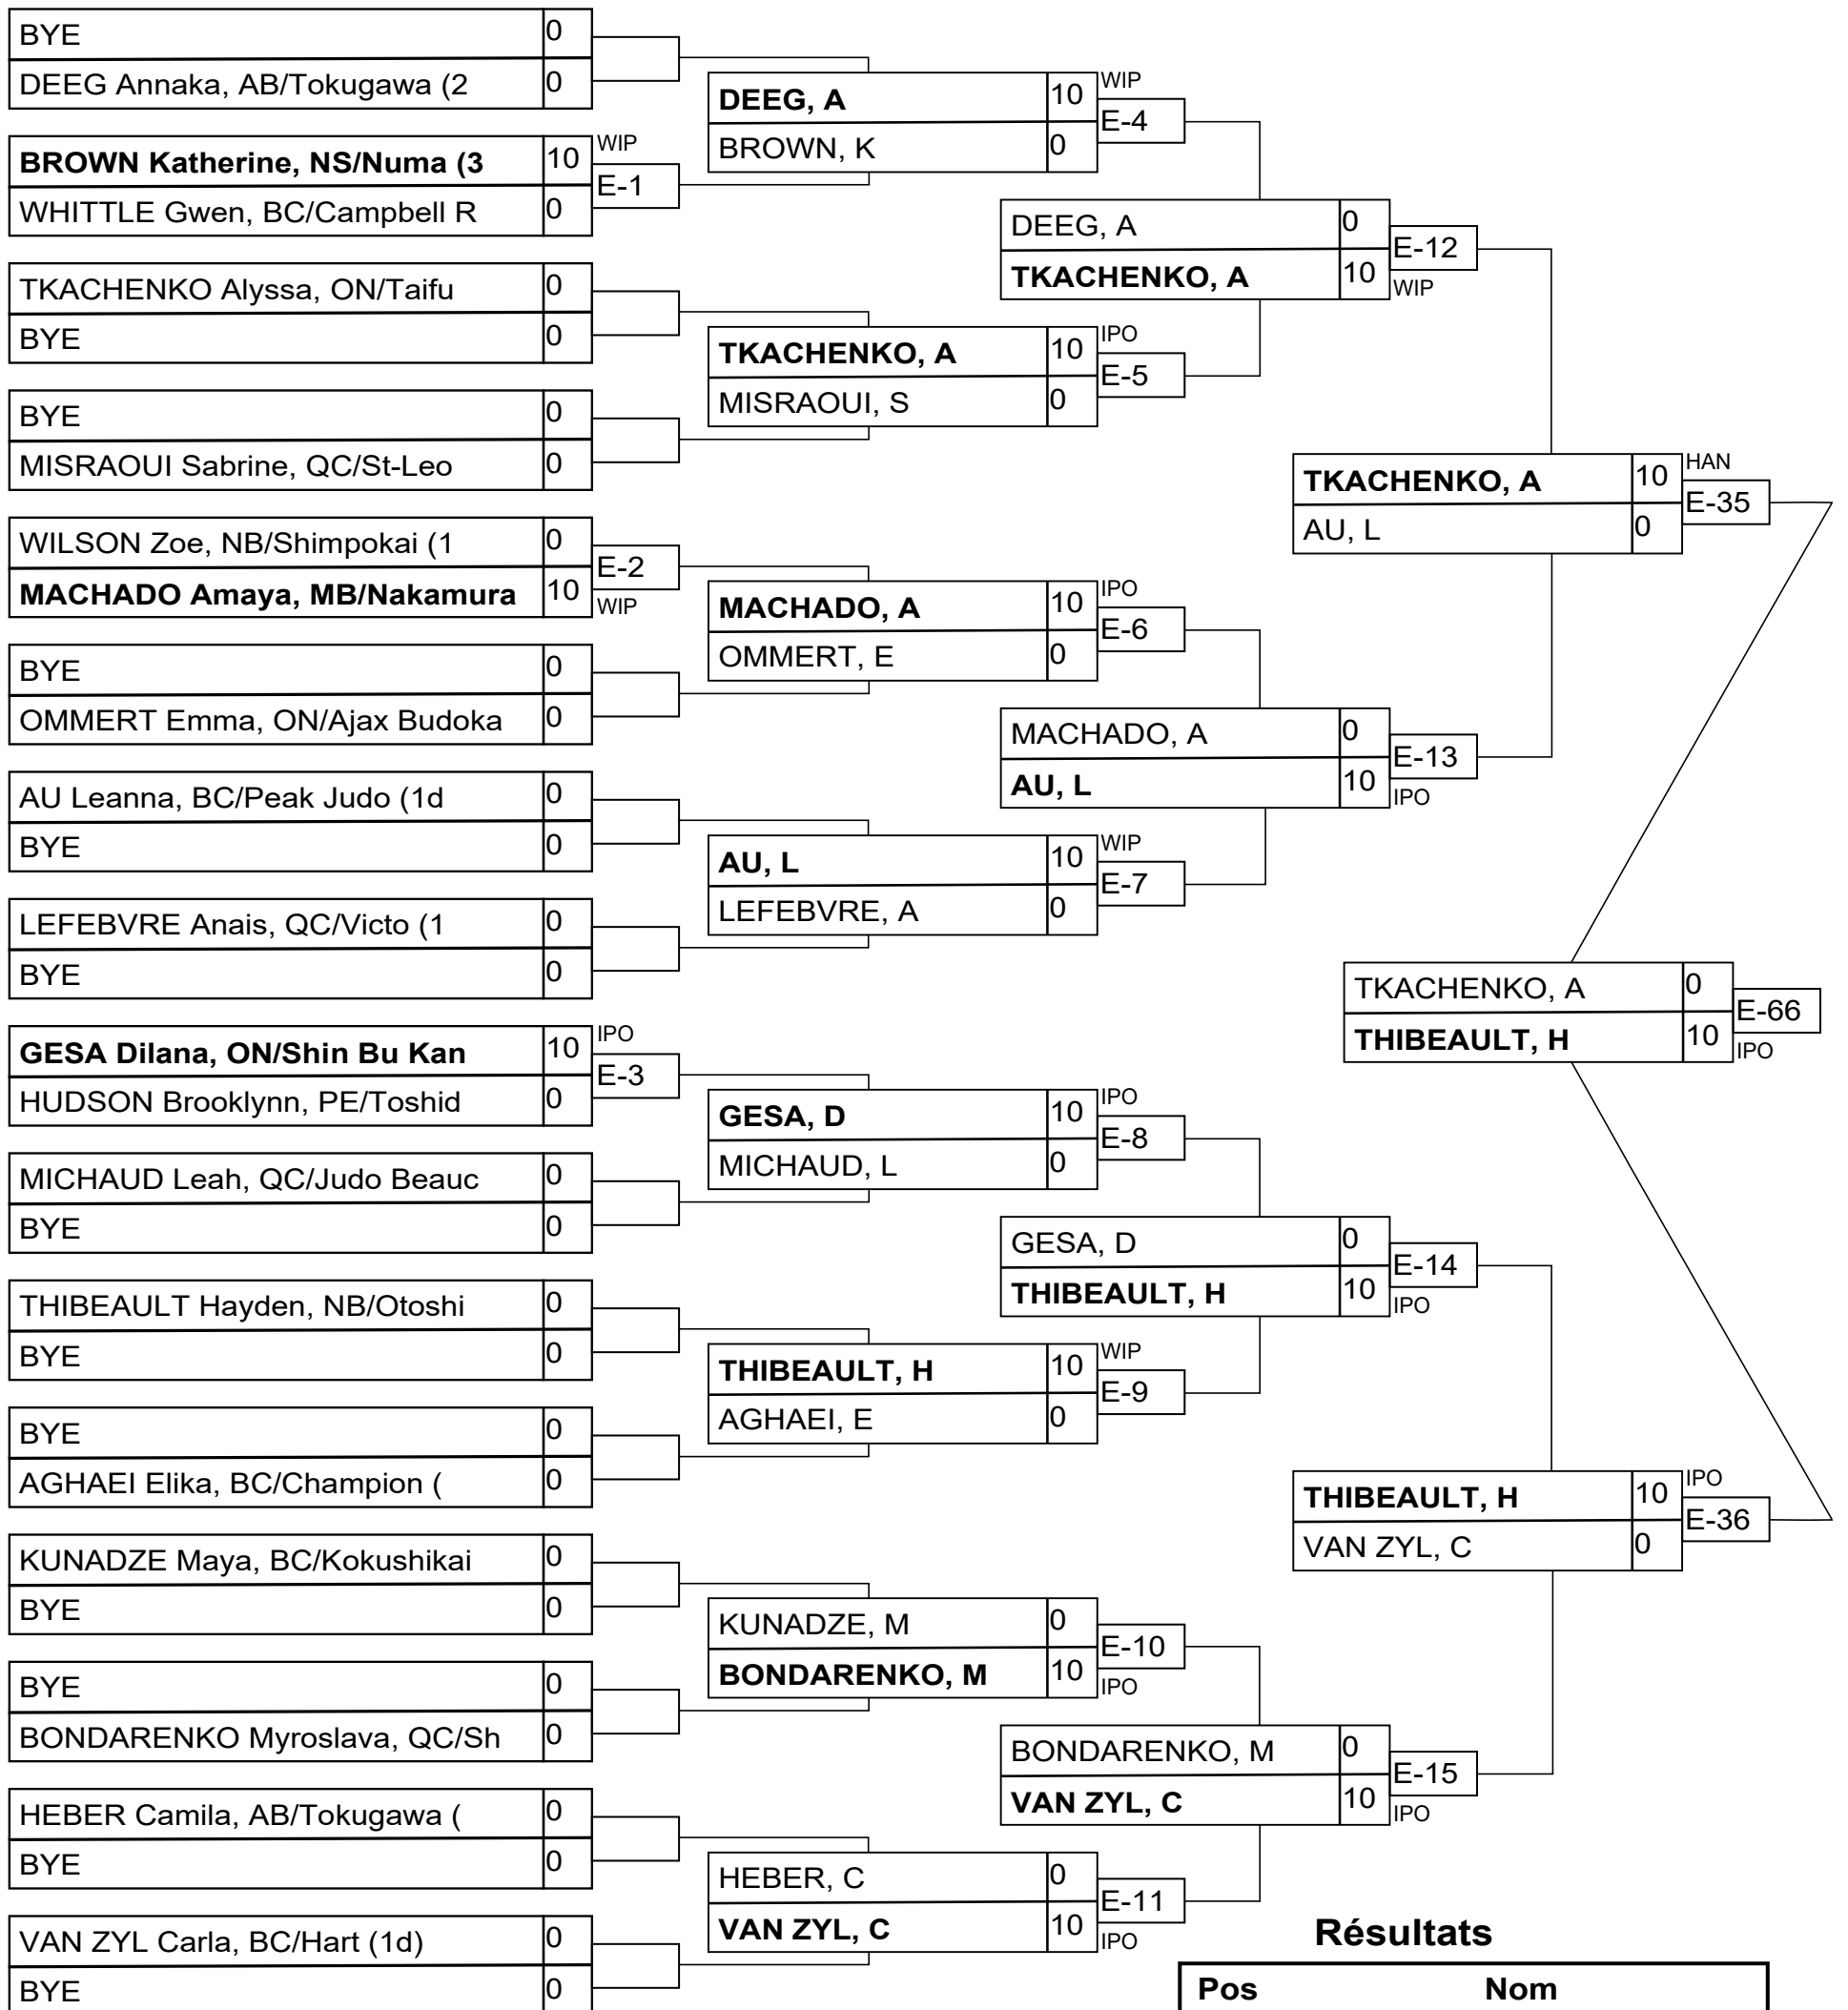 BYE 0
DEEG Annaka, AB/Tokugawa (2 0
BROWN Katherine, NS/Numa (3 10 WIP
E-1
WHITTLE Gwen, BC/Campbell R 0
TKACHENKO Alyssa, ON/Taifu 0
BYE 0
BYE 0
MISRAOUI Sabrine, QC/St-Leo 0
WILSON Zoe, NB/Shimpokai (1 0
E-2
MACHADO Amaya, MB/Nakamura 10 WIP
BYE 0
OMMERT Emma, ON/Ajax Budoka 0
AU Leanna, BC/Peak Judo (1d 0
BYE 0
LEFEBVRE Anais, QC/Victo (1 0
BYE 0
GESA Dilana, ON/Shin Bu Kan 10 IPO
E-3
HUDSON Brooklynn, PE/Toshid 0
MICHAUD Leah, QC/Judo Beauc 0
BYE 0
THIBEAULT Hayden, NB/Otoshi 0
BYE 0
BYE 0
AGHAEI Elika, BC/Champion ( 0
KUNADZE Maya, BC/Kokushikai 0
BYE 0
BYE 0
BONDARENKO Myroslava, QC/Sh 0
HEBER Camila, AB/Tokugawa ( 0
BYE 0
VAN ZYL Carla, BC/Hart (1d) 0
BYE 0
DEEG, A 10 WIP
E-4
BROWN, K 0
TKACHENKO, A 10 IPO
E-5
MISRAOUI, S 0
MACHADO, A 10 IPO
E-6
OMMERT, E 0
AU, L 10 WIP
E-7
LEFEBVRE, A 0
GESA, D 10 IPO
E-8
MICHAUD, L 0
THIBEAULT, H 10 WIP
E-9
AGHAEI, E 0
KUNADZE, M 0
E-10
BONDARENKO, M 10 IPO
HEBER, C 0
E-11
VAN ZYL, C 10 IPO
DEEG, A 0
E-12
TKACHENKO, A 10 WIP
MACHADO, A 0
E-13
AU, L 10 IPO
GESA, D 0
E-14
THIBEAULT, H 10 IPO
BONDARENKO, M 0
E-15
VAN ZYL, C 10 IPO
TKACHENKO, A 10 HAN
E-35
AU, L 0
THIBEAULT, H 10 IPO
E-36
VAN ZYL, C 0
TKACHENKO, A 0
E-66
THIBEAULT, H 10 IPO
Résultats
Pos Nom